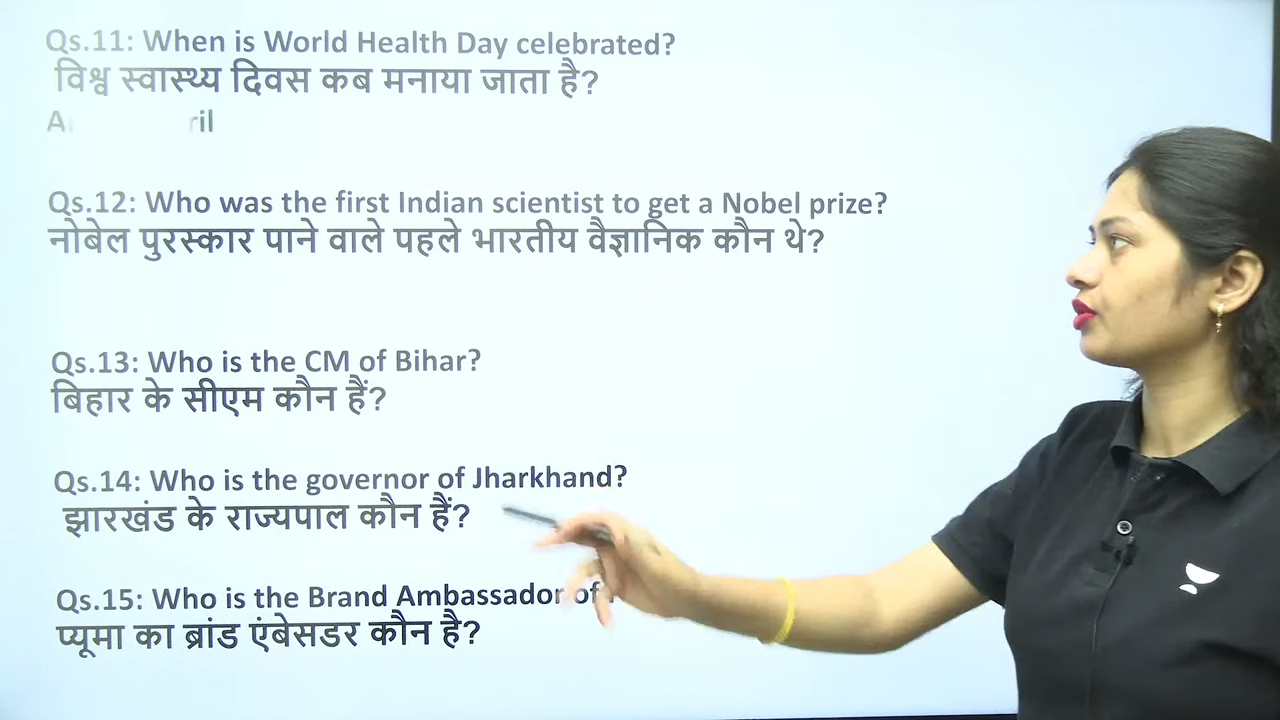 Qs.11: When is World Health Day celebrated?
विश्व स्वास्थ्य दिवस कब मनाया जाता है?
Qs.12: Who was the first Indian scientist to get a Nobel prize?
नोबेल पुरस्कार पाने वाले पहले भारतीय वैज्ञानिक कौन थे?
Qs.13: Who is the CM of Bihar?
बिहार के सीएम कौन हैं?
Qs.14: Who is the governor of Jharkhand?
झारखंड के राज्यपाल कौन हैं?
Qs.15: Who is the Brand Ambassador of
प्यूमा का ब्रांड एंबेसडर कौन है?